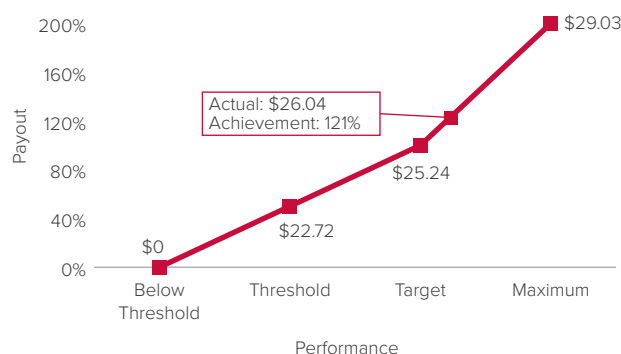 200%
$29.03
160%
Actual: $26.04
Achievement: 121%
120%
Payout
80%
$25.24
40%
$22.72
$0
0%
Below
Threshold
Threshold
Target
Maximum
Performance